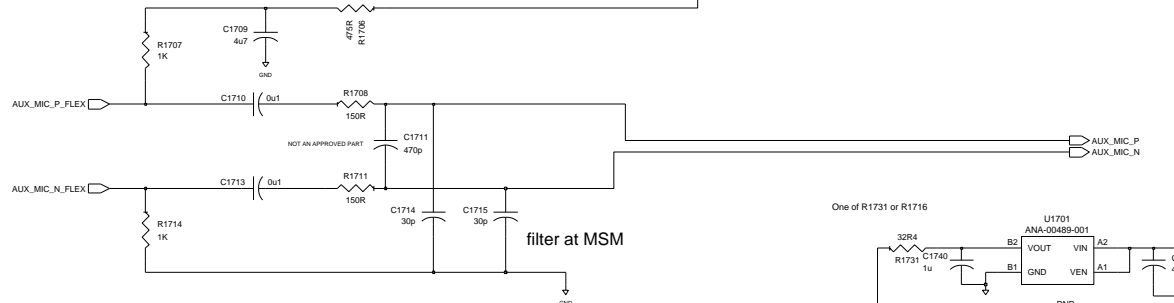 C1709
4u7
GND
475R
R1706
R1707
1K
AUX_MIC_P_FLEX
C1710
0u1
R1708
150R
NOT AN APPROVED PART
C1711
470p
AUX_MIC_P
AUX_MIC_N
AUX_MIC_N_FLEX
C1713
0u1
R1711
150R
R1714
1K
C1714
30p
C1715
30p
filter at MSM
One of R1731 or R1716
U1701
ANA-00489-001
32R4
R1731
C1740
1u
B2
VOUT
VIN
A2
B1
GND
VEN
A1